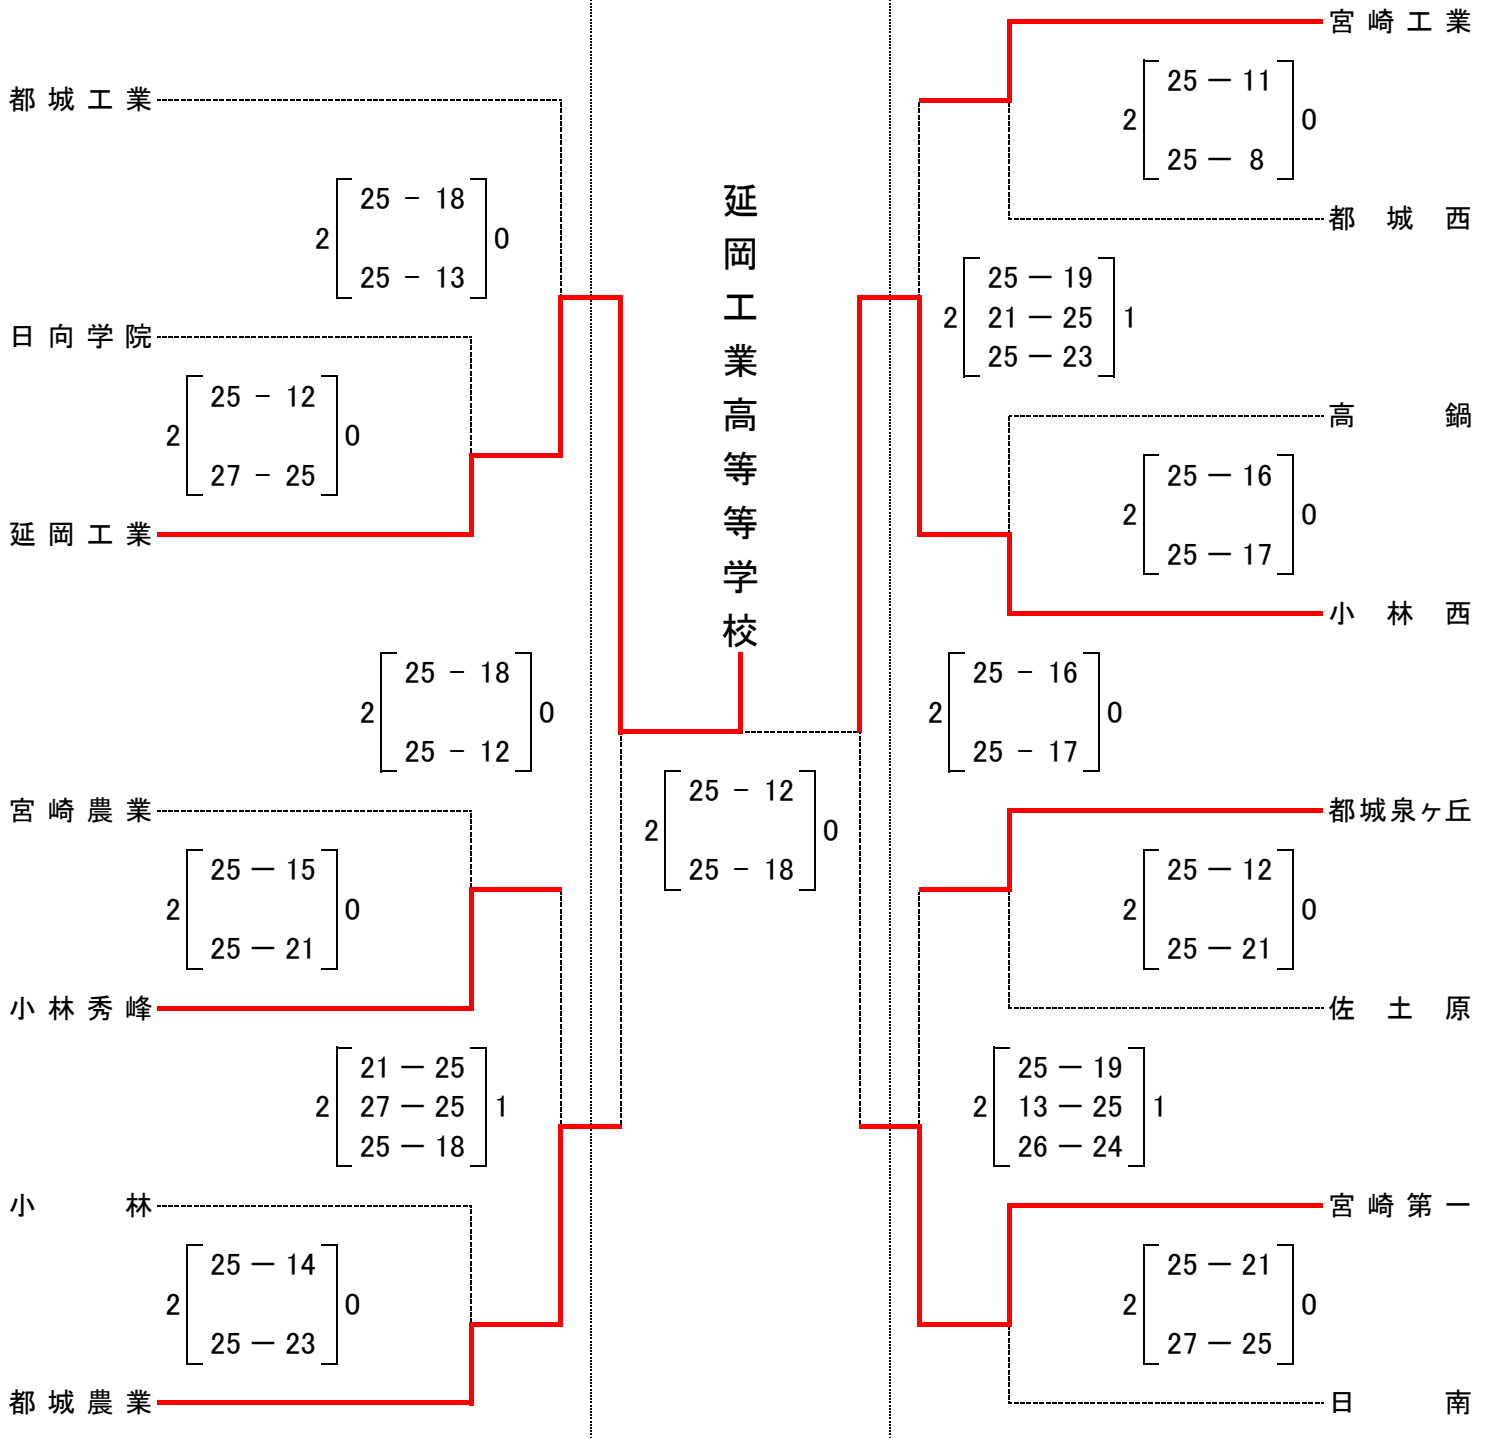 宮崎工業
25 － 11
2 0
25 － 8
都城西
都城工業
25 － 18
2 0
25 － 13
日向学院
25 － 12
2 0
27 － 25
延岡工業
延岡工業高等等学校
25 － 19
2 21 － 25 1
25 － 23
高鍋
25 － 16
2 0
25 － 17
小林西
25 － 18
2 0
25 － 12
25 － 16
2 0
25 － 17
25 － 12
2 0
25 － 18
宮崎農業
25 － 15
2 0
25 － 21
小林秀峰
21 － 25
2 27 － 25 1
25 － 18
小林
25 － 14
2 0
25 － 23
都城農業
都城泉ヶ丘
25 － 12
2 0
25 － 21
佐土原
25 － 19
2 13 － 25 1
26 － 24
宮崎第一
25 － 21
2 0
27 － 25
日南